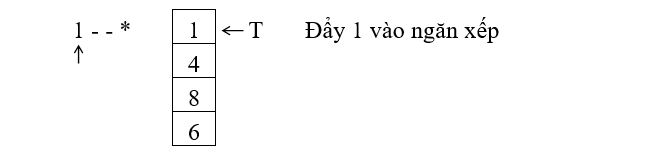 1 - - * 1 ← T Đẩy 1 vào ngăn xếp
↑ 4
8
6